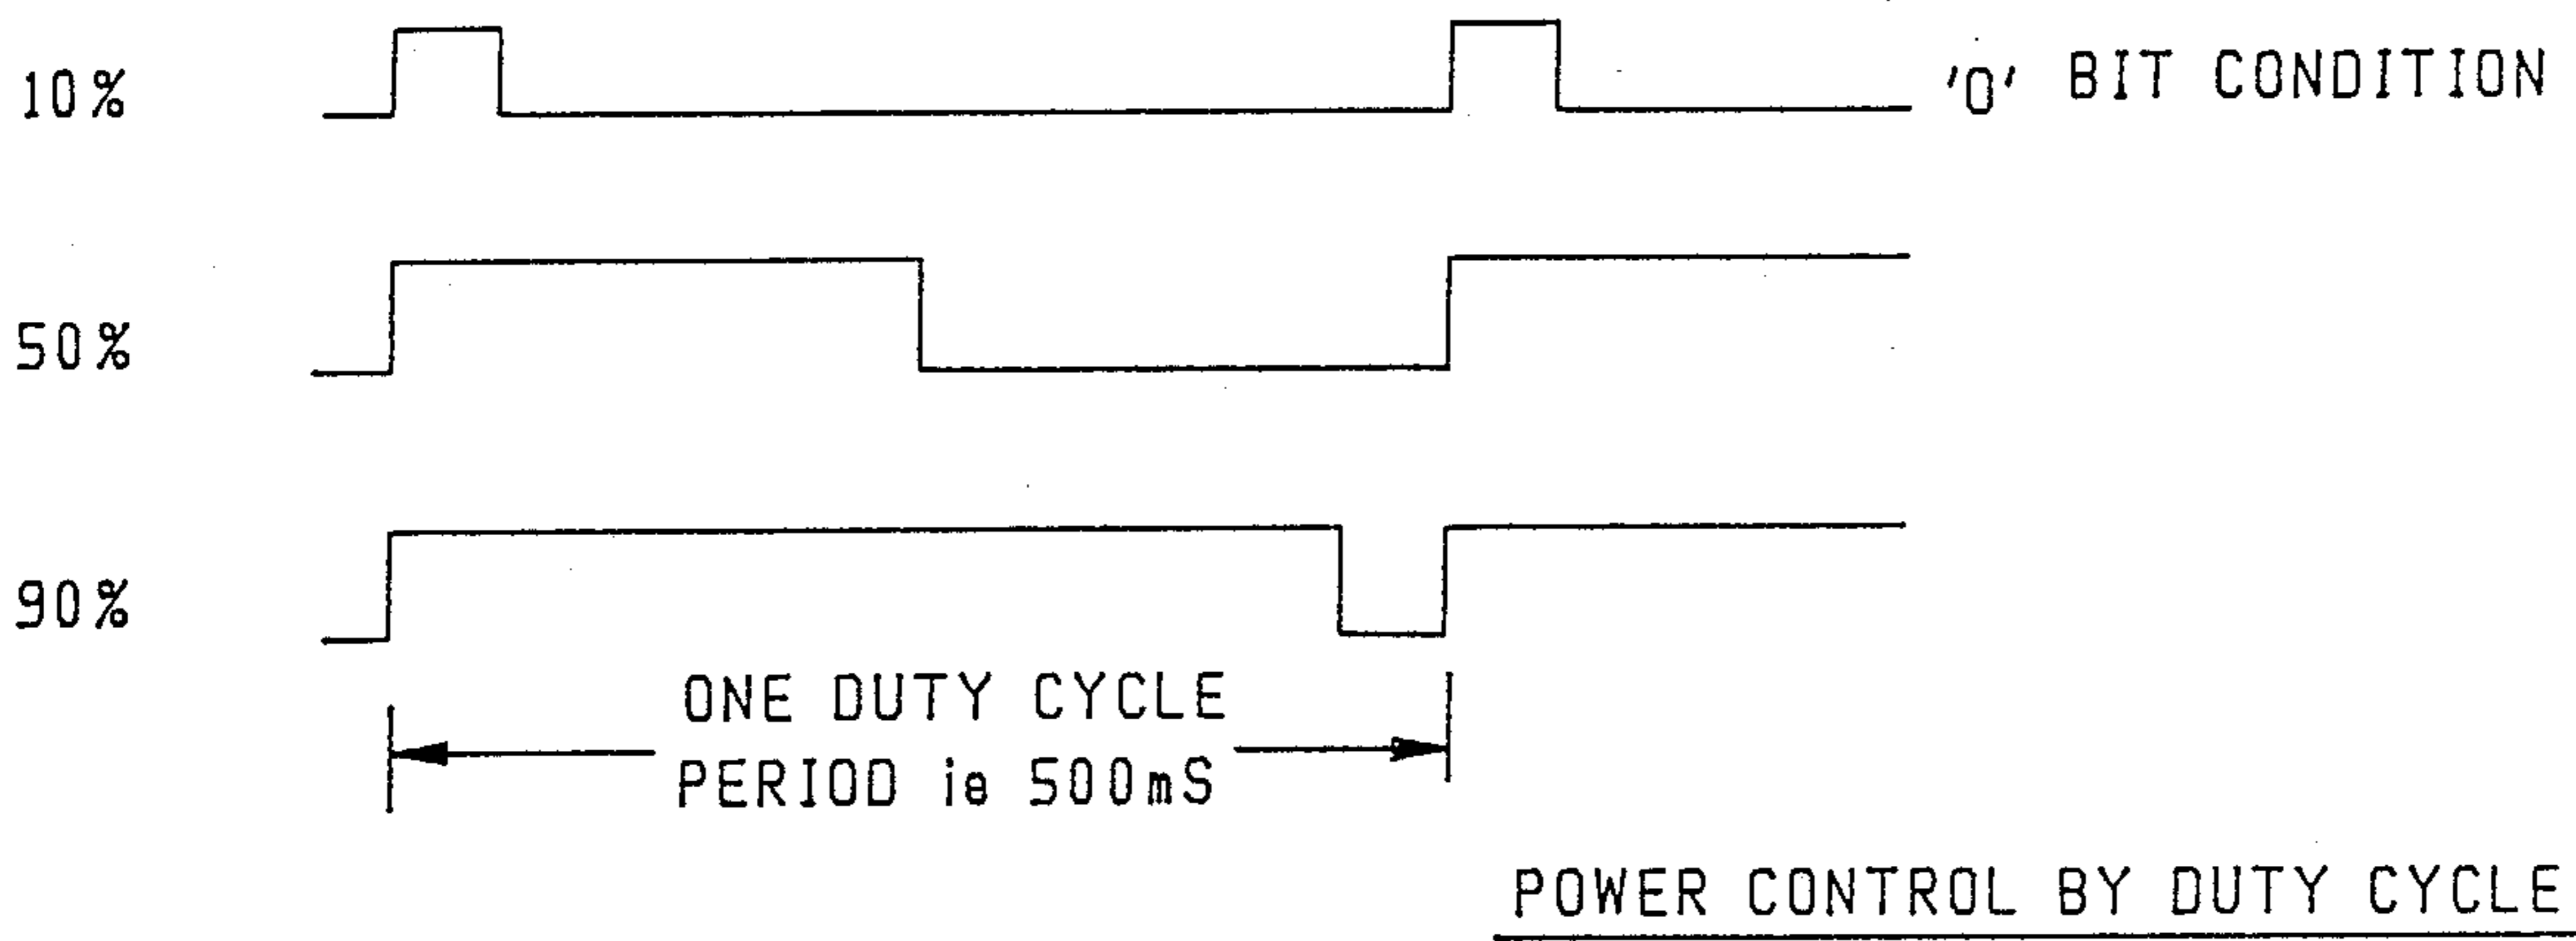 10%
'0' BIT CONDITION
50%
90%
ONE DUTY CYCLE
PERIOD ie 500mS
POWER CONTROL BY DUTY CYCLE